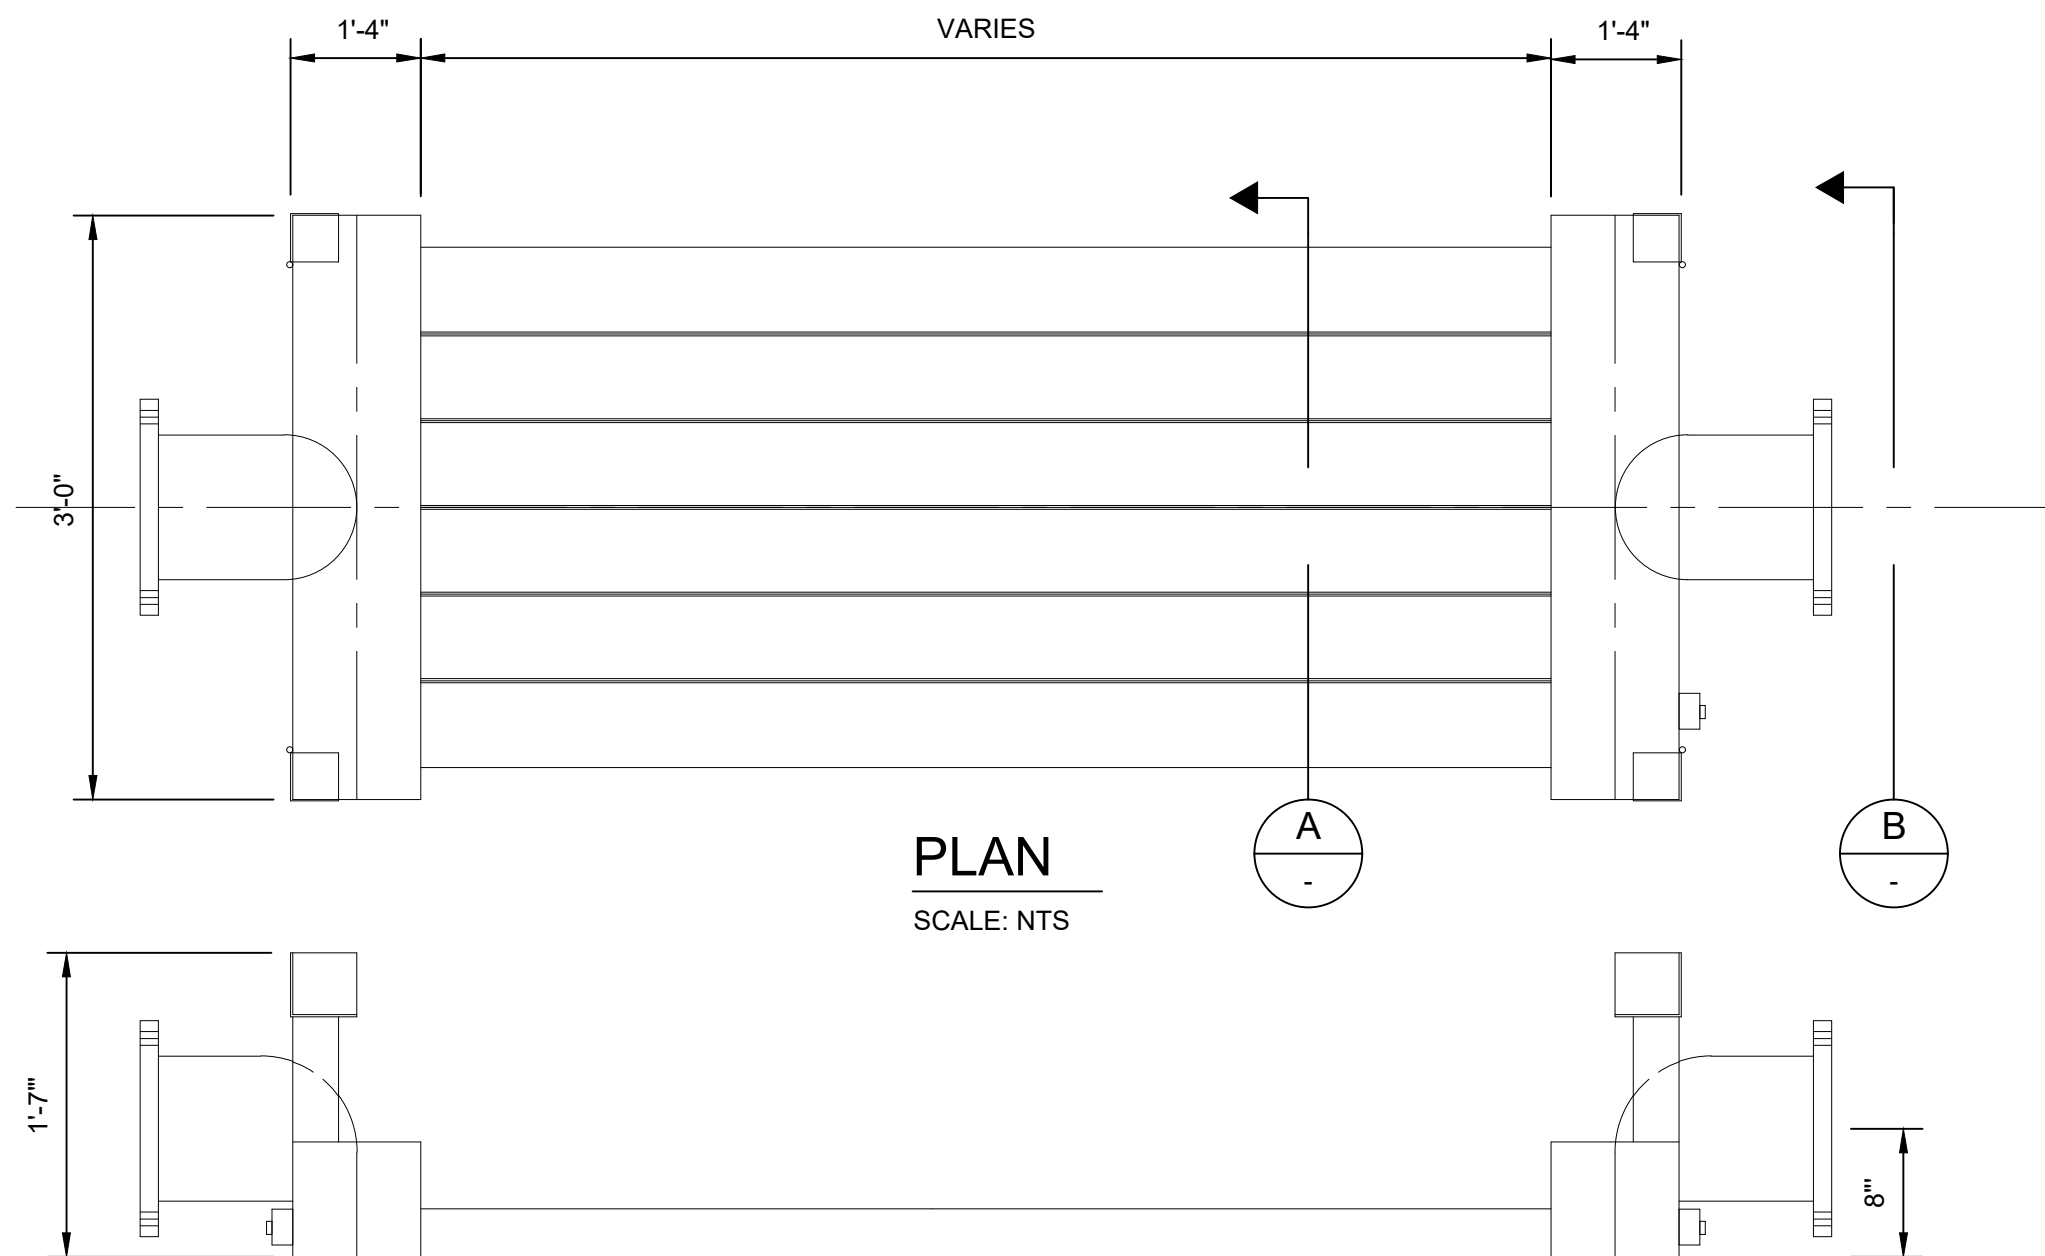 1'-4"
VARIES
1'-4"
3'-0"
A
-
B
-
PLAN
SCALE: NTS
1'-7'"
8'"